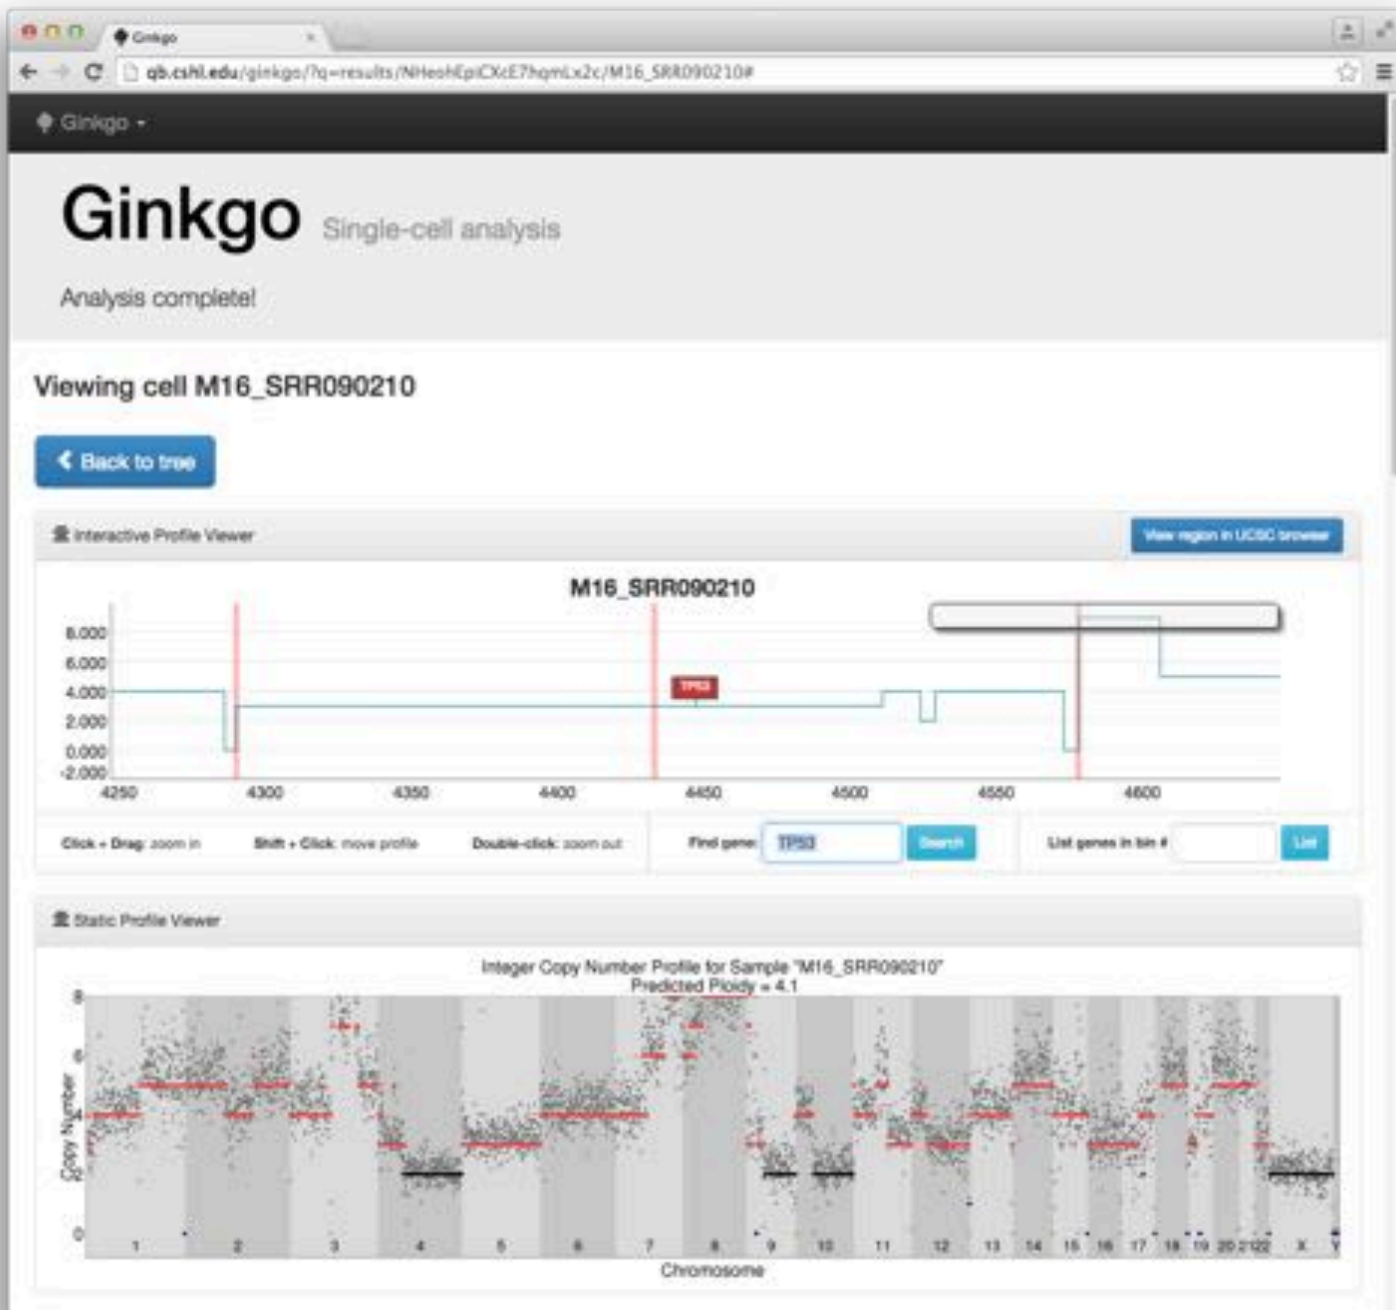 Ginkgo
qb.cshl.edu/ginkgo/?q=results/NHeohEpiCXcE7hqmLx2c/M16_SRR090210#
Ginkgo
Ginkgo Single-cell analysis
Analysis complete!
Viewing cell M16_SRR090210
Back to tree
Interactive Profile Viewer
View region in UCSC browser
M16_SRR090210
8.000
6.000
4.000
2.000
0.000
-2.000
TP53
4250 4300 4350 4400 4450 4500 4550 4600
Click + Drag: zoom in Shift + Click: move profile Double-click: zoom out Find gene: TP53 Search List genes in bin # List
Static Profile Viewer
Integer Copy Number Profile for Sample "M16_SRR090210"
Predicted Ploidy = 4.1
Copy Number
8
6
4
2
0
1 2 3 4 5 6 7 8 9 10 11 12 13 14 15 16 17 18 19 20 21 22 X Y
Chromosome